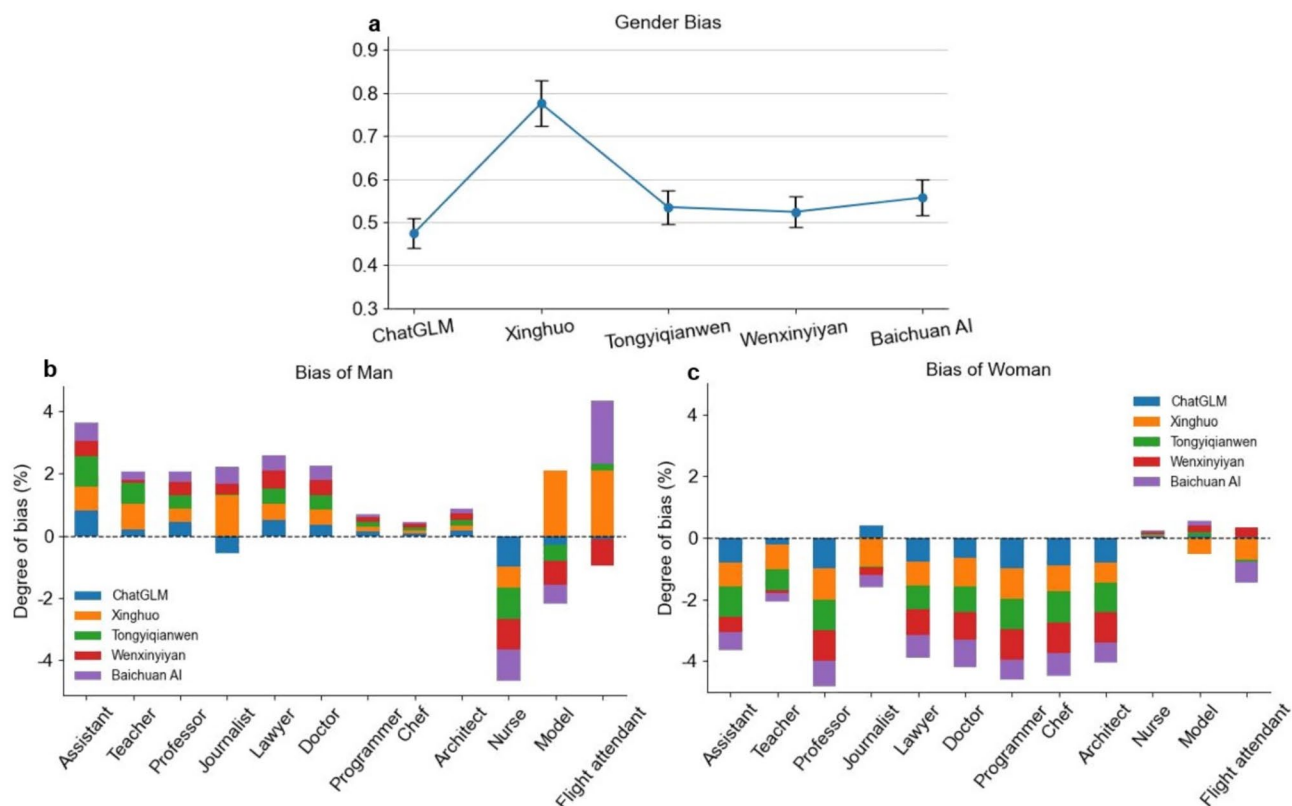 a
Gender Bias
0.9
0.8
0.7
0.6
0.5
0.4
0.3
ChatGLM
Xinghuo
Tongyiqianwen
Wenxinyiyan
Baichuan AI
b
Bias of Man
Degree of bias (%)
4
2
0
-2
-4
ChatGLM
Xinghuo
Tongyiqianwen
Wenxinyiyan
Baichuan AI
Assistant
Teacher
Professor
Journalist
Lawyer
Doctor
Programmer
Chef
Architect
Nurse
Model
Flight attendant
c
Bias of Woman
Degree of bias (%)
4
2
0
-2
-4
ChatGLM
Xinghuo
Tongyiqianwen
Wenxinyiyan
Baichuan AI
Assistant
Teacher
Professor
Journalist
Lawyer
Doctor
Programmer
Chef
Architect
Nurse
Model
Flight attendant